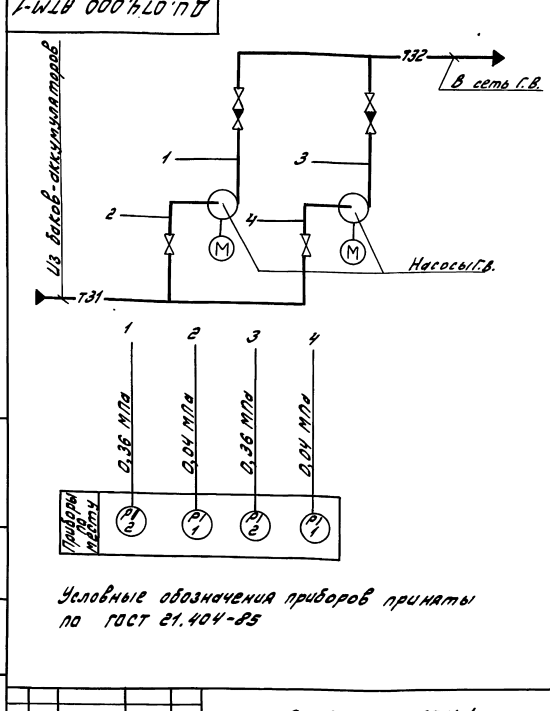 Дп.074.000 АТМ-1
Из баков-аккумуляторов
Т32
В сеть Г.В.
1
3
2
4
М
М
Насосы Г.В.
Т31
1 2 3 4
0,36 МПа
0,04 МПа
0,36 МПа
0,04 МПа
Приборы
по
месту
PI
2
PI
1
PI
2
PI
1
Условные обозначения приборов приняты
по ГОСТ 21.404-85